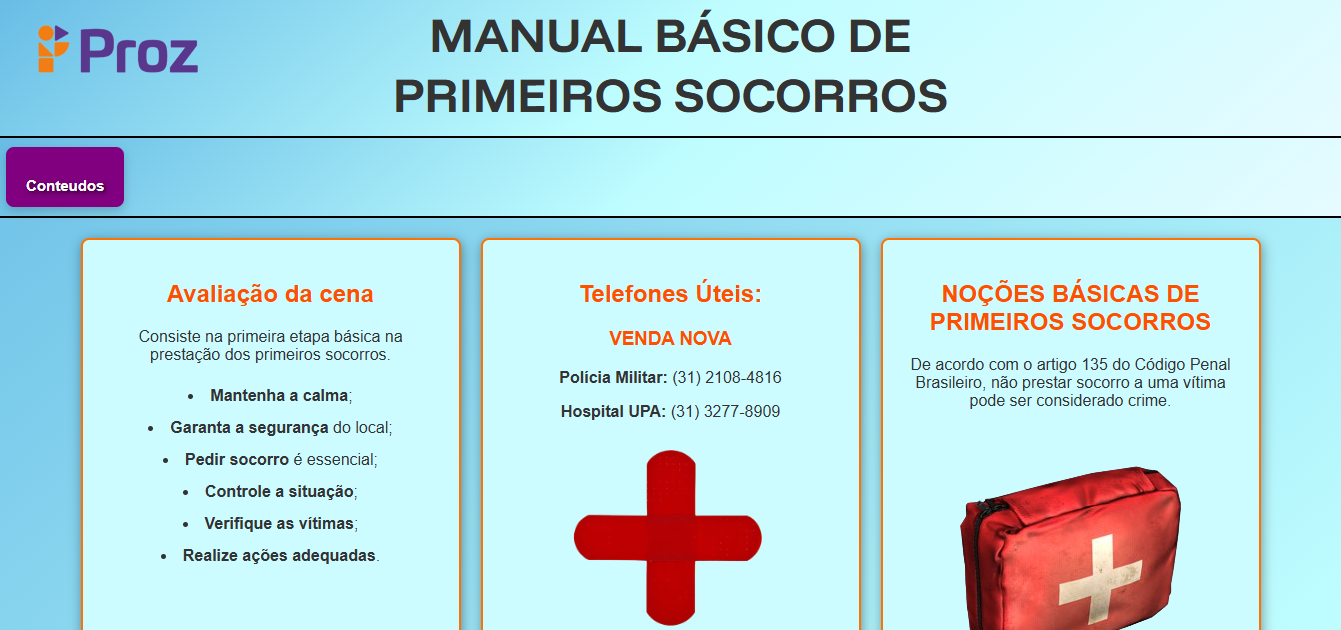 Proz
MANUAL BÁSICO DE
PRIMEIROS SOCORROS
Conteudos
Avaliação da cena
Consiste na primeira etapa básica na
prestação dos primeiros socorros.
• Mantenha a calma;
• Garanta a segurança do local;
• Pedir socorro é essencial;
• Controle a situação;
• Verifique as vítimas;
• Realize ações adequadas.
Telefones Úteis:
VENDA NOVA
Polícia Militar: (31) 2108-4816
Hospital UPA: (31) 3277-8909
NOÇÕES BÁSICAS DE
PRIMEIROS SOCORROS
De acordo com o artigo 135 do Código Penal
Brasileiro, não prestar socorro a uma vítima
pode ser considerado crime.